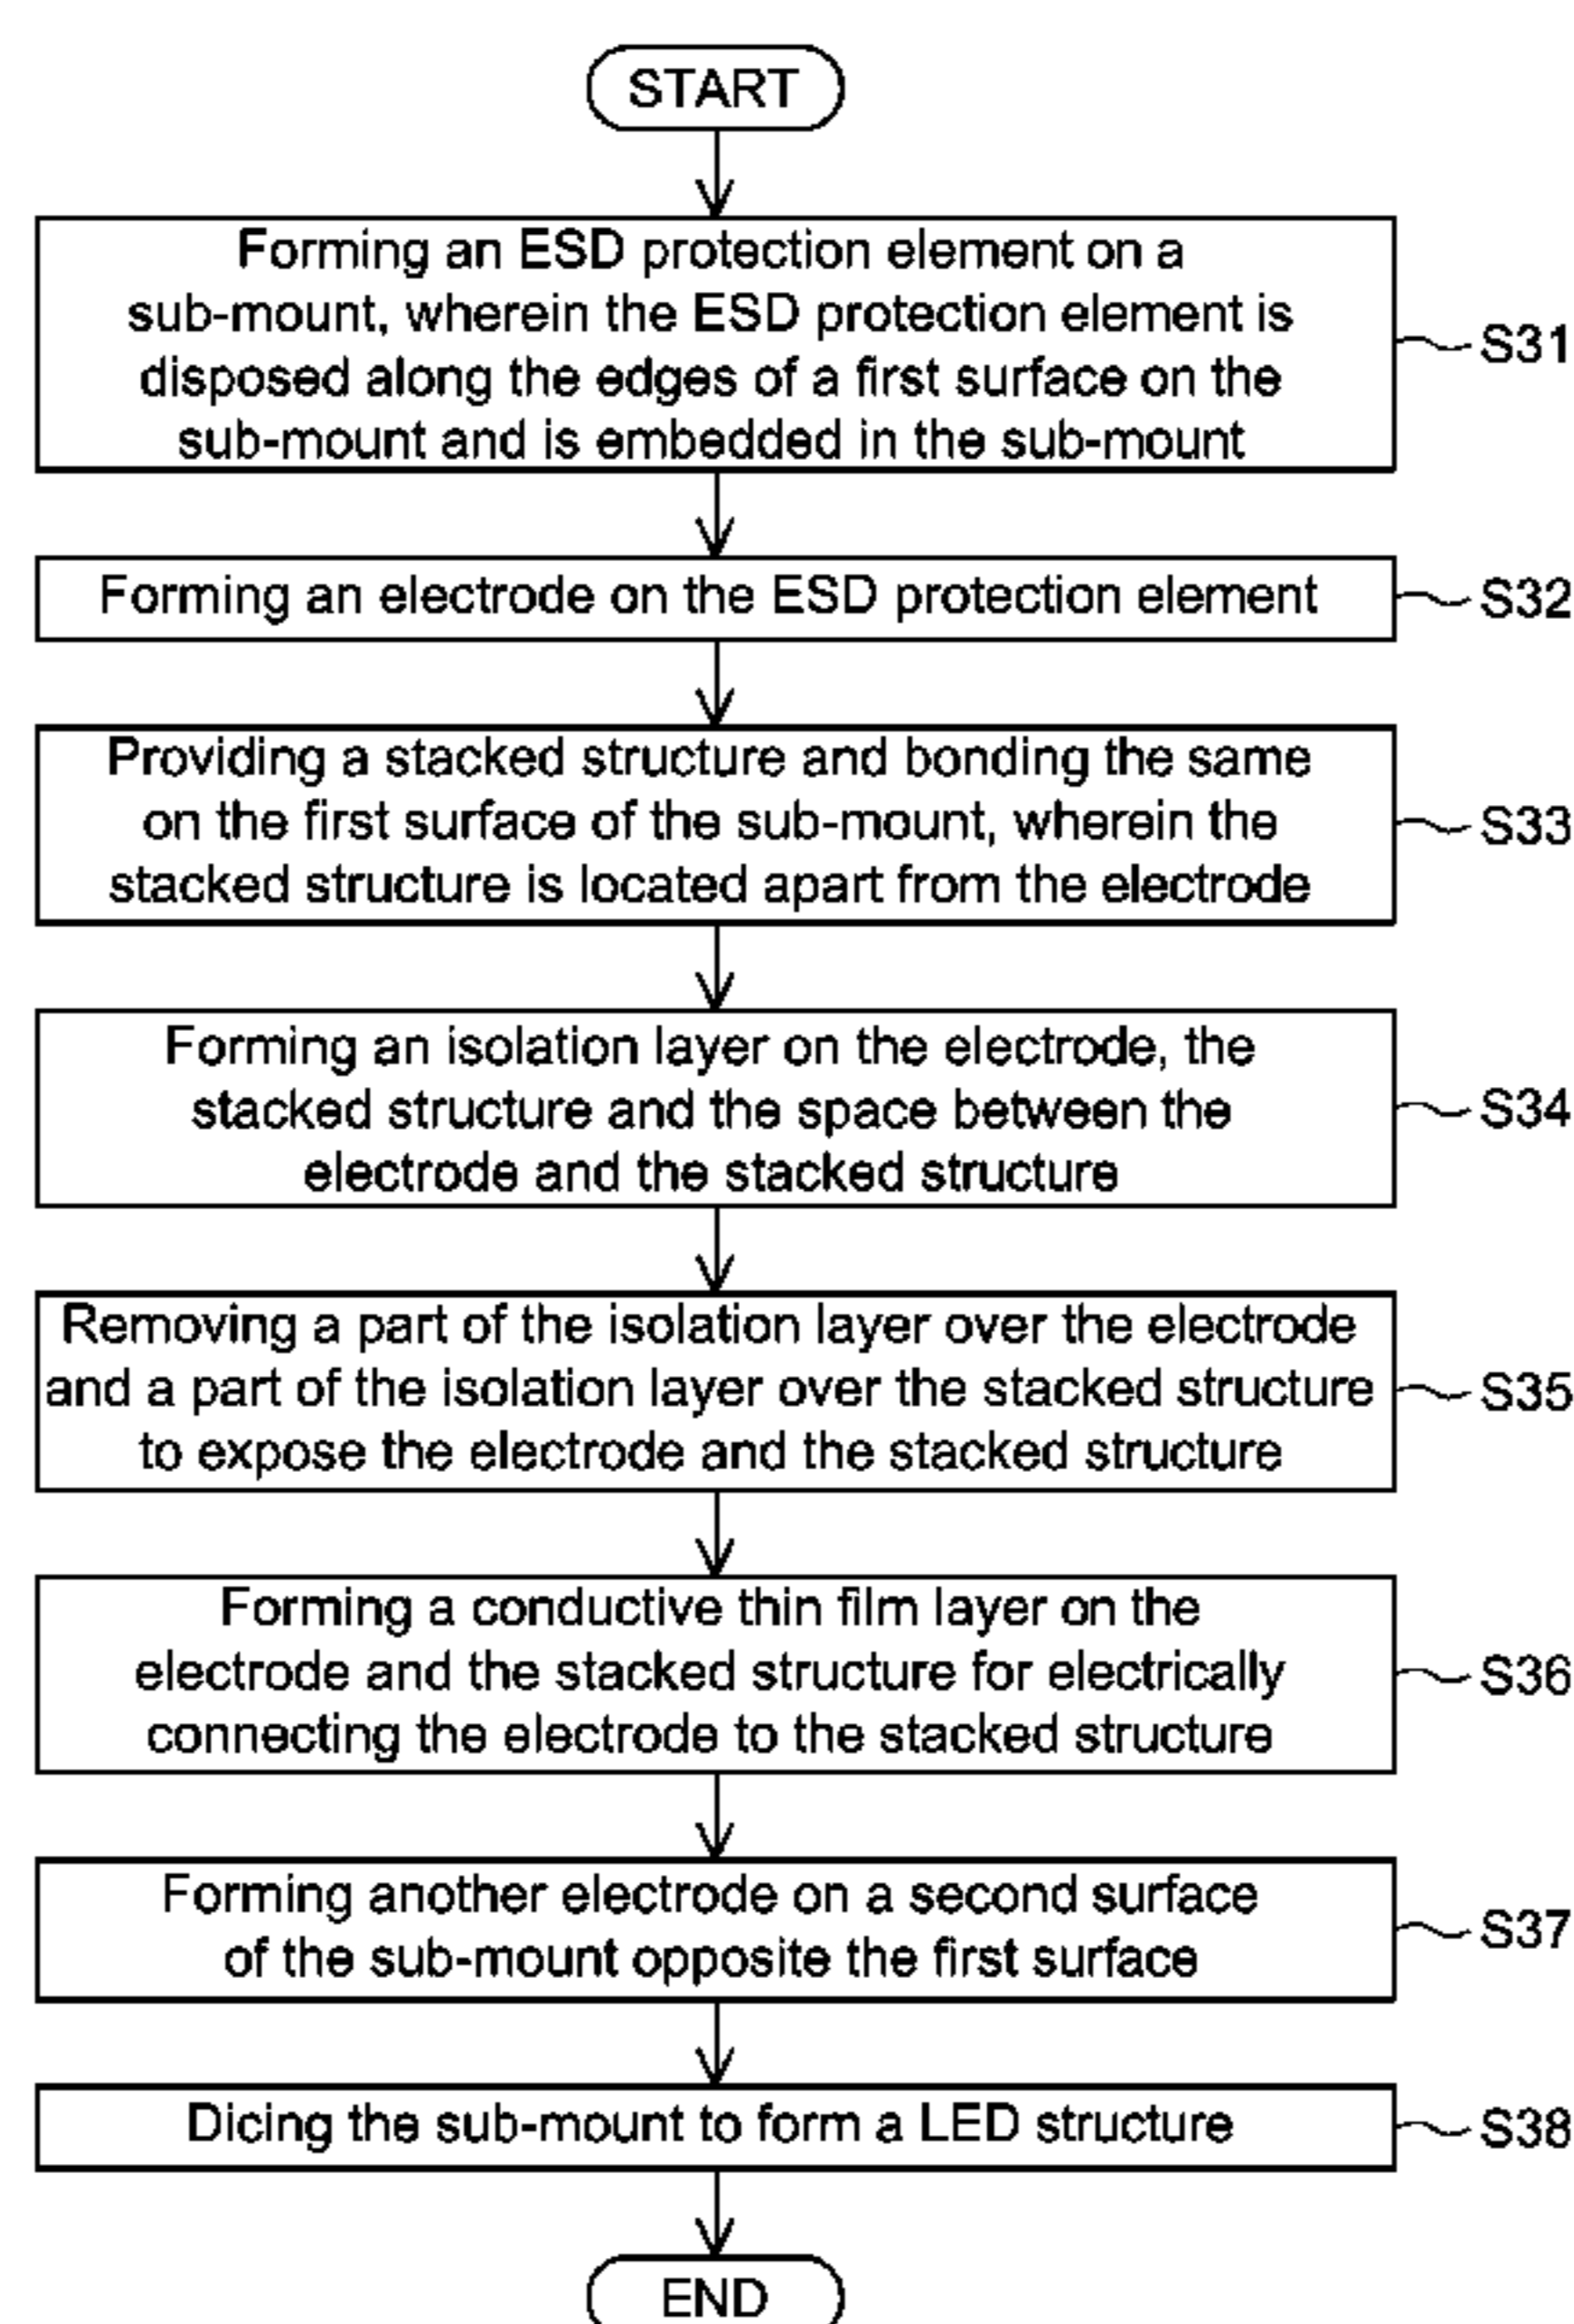 START
Forming an ESD protection element on a
sub-mount, wherein the ESD protection element is
disposed along the edges of a first surface on the
sub-mount and is embedded in the sub-mount
S31
Forming an electrode on the ESD protection element
S32
Providing a stacked structure and bonding the same
on the first surface of the sub-mount, wherein the
stacked structure is located apart from the electrode
S33
Forming an isolation layer on the electrode, the
stacked structure and the space between the
electrode and the stacked structure
S34
Removing a part of the isolation layer over the electrode
and a part of the isolation layer over the stacked structure
to expose the electrode and the stacked structure
S35
Forming a conductive thin film layer on the
electrode and the stacked structure for electrically
connecting the electrode to the stacked structure
S36
Forming another electrode on a second surface
of the sub-mount opposite the first surface
S37
Dicing the sub-mount to form a LED structure
S38
END